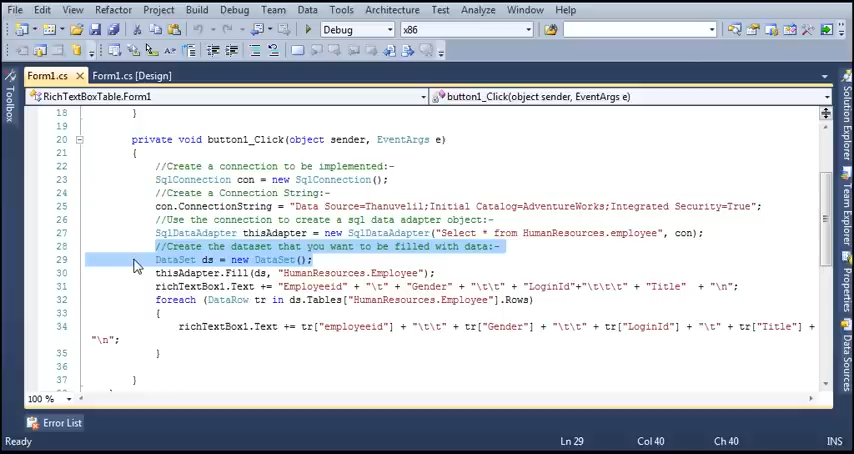 File Edit View Refactor Project Build Debug Team Data Tools Architecture Test Analyze Window Help
Debug x86
Form1.cs Form1.cs [Design]
RichTextBoxTable.Form1 button1_Click(object sender, EventArgs e)
18 }
19
20 private void button1_Click(object sender, EventArgs e)
21 {
22 //Create a connection to be implemented:-
23 SqlConnection con = new SqlConnection();
24 //Create a Connection String:-
25 con.ConnectionString = "Data Source=Thanuvelil;Initial Catalog=AdventureWorks;Integrated Security=True";
26 //Use the connection to create a sql data adapter object:-
27 SqlDataAdapter thisAdapter = new SqlDataAdapter("Select * from HumanResources.employee", con);
28 //Create the dataset that you want to be filled with data:-
29 DataSet ds = new DataSet();
30 thisAdapter.Fill(ds, "HumanResources.Employee");
31 richTextBox1.Text += "Employeeid" + "\t" + "Gender" + "\t\t" + "LoginId"+"\t\t\t" + "Title" + "\n";
32 foreach (DataRow tr in ds.Tables["HumanResources.Employee"].Rows)
33 {
34 richTextBox1.Text += tr["employeeid"] + "\t\t" + tr["Gender"] + "\t\t" + tr["LoginId"] + "\t" + tr["Title"] +
"\n";
35 }
36
37 }
100 %
Error List
Ready Ln 29 Col 40 Ch 40 INS
Toolbox
Solution Explorer
Team Explorer
Properties
Data Sources